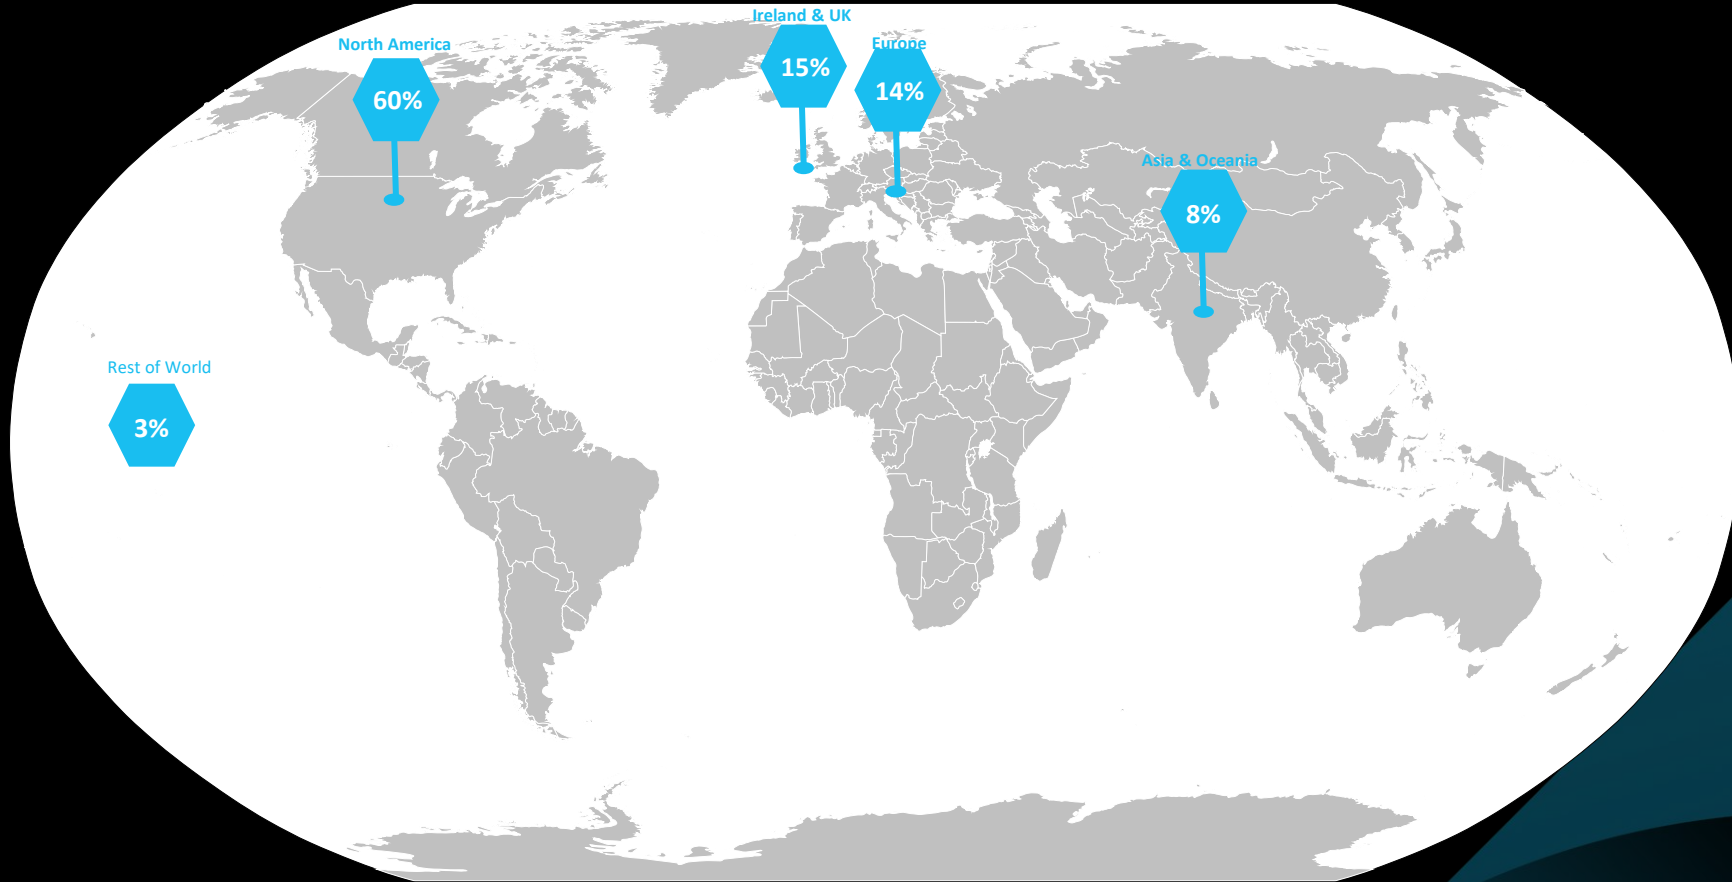 Ireland & UK
15%
North America
60%
Europe
14%
Asia & Oceania
8%
Rest of World
3%